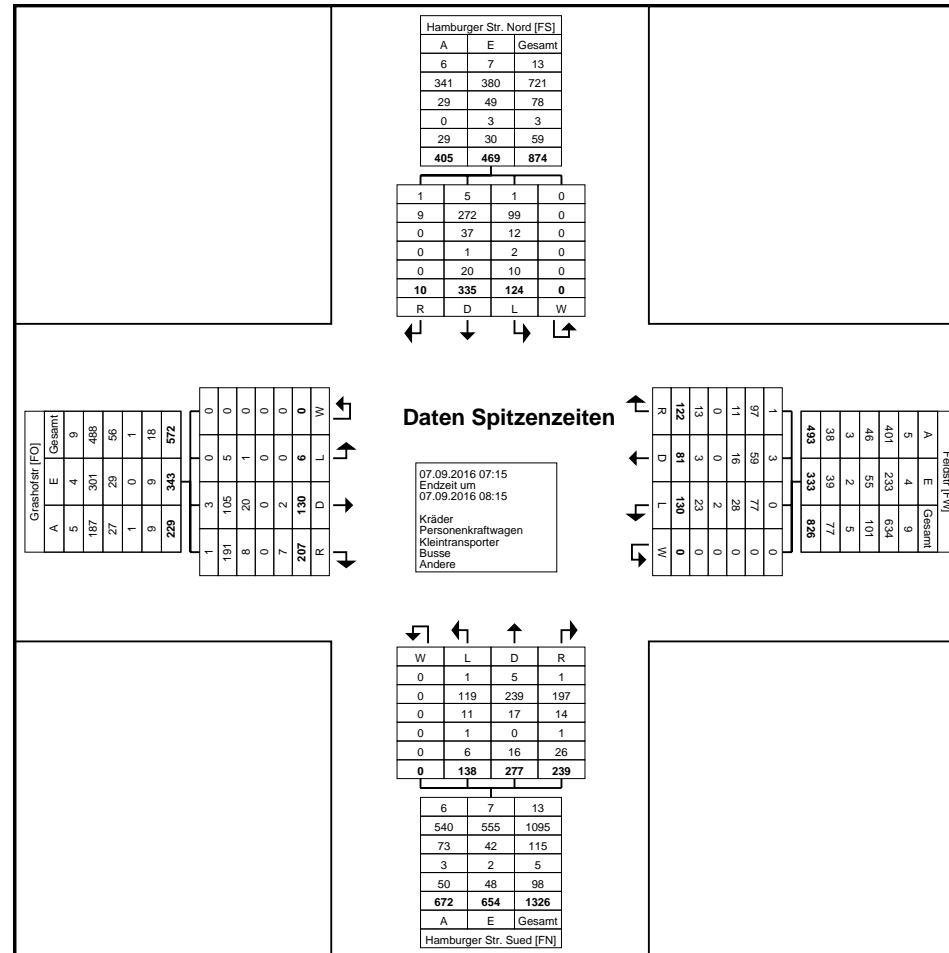 Hamburger Str. Nord [FS]
A E Gesamt
6 7 13
341 380 721
29 49 78
0 3 3
29 30 59
405 469 874
1 5 1 0
9 272 99 0
0 37 12 0
0 1 2 0
0 20 10 0
10 335 124 0
R D L W
Grashofstr [FO]
Gesamt 9 488 56 1 18 572
E 4 301 29 0 9 343
A 5 187 27 1 9 229
0 0 0 0 0 0 W
0 5 1 0 0 6 L
3 105 20 0 2 130 D
1 191 8 0 7 207 R
Daten Spitzenzeiten
07.09.2016 07:15
Endzeit um
07.09.2016 08:15
Kräder
Personenkraftwagen
Kleintransporter
Busse
Andere
R 122 13 0 11 97 1
D 81 3 0 16 59 3
L 130 23 2 28 77 0
W 0 0 0 0 0 0
493 38 3 46 401 5 A
333 39 2 55 233 4 E
826 77 5 101 634 9 Gesamt
Feldstr [FW]
W L D R
0 1 5 1
0 119 239 197
0 11 17 14
0 1 0 1
0 6 16 26
0 138 277 239
6 7 13
540 555 1095
73 42 115
3 2 5
50 48 98
672 654 1326
A E Gesamt
Hamburger Str. Sued [FN]